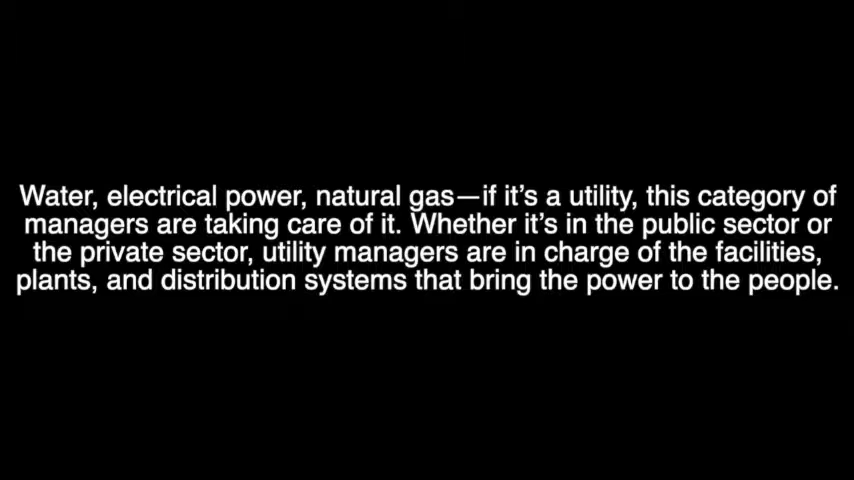 Water, electrical power, natural gas—if it’s a utility, this category of
managers are taking care of it. Whether it’s in the public sector or
the private sector, utility managers are in charge of the facilities,
plants, and distribution systems that bring the power to the people.